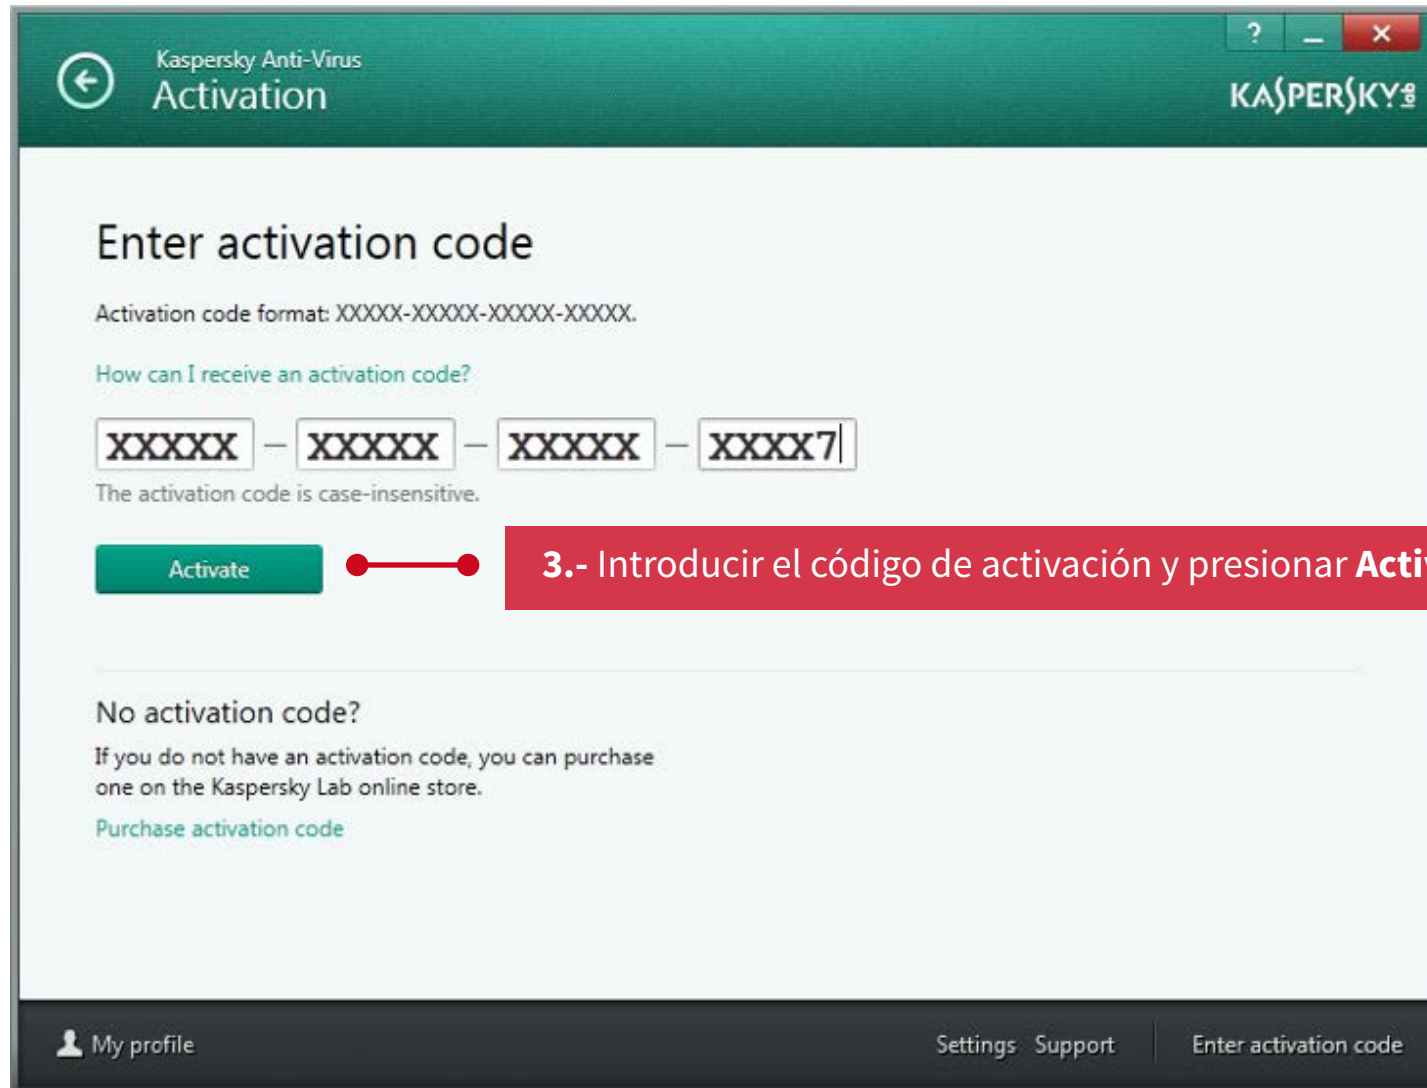 Kaspersky Anti-Virus
Activation
?
KASPERSKY lab
Enter activation code
Activation code format: XXXXX-XXXXX-XXXXX-XXXXX.
How can I receive an activation code?
XXXXX – XXXXX – XXXXX – XXXX7
The activation code is case-insensitive.
Activate
3.- Introducir el código de activación y presionar
No activation code?
If you do not have an activation code, you can purchase
one on the Kaspersky Lab online store.
Purchase activation code
My profile
Settings Support Enter activation code